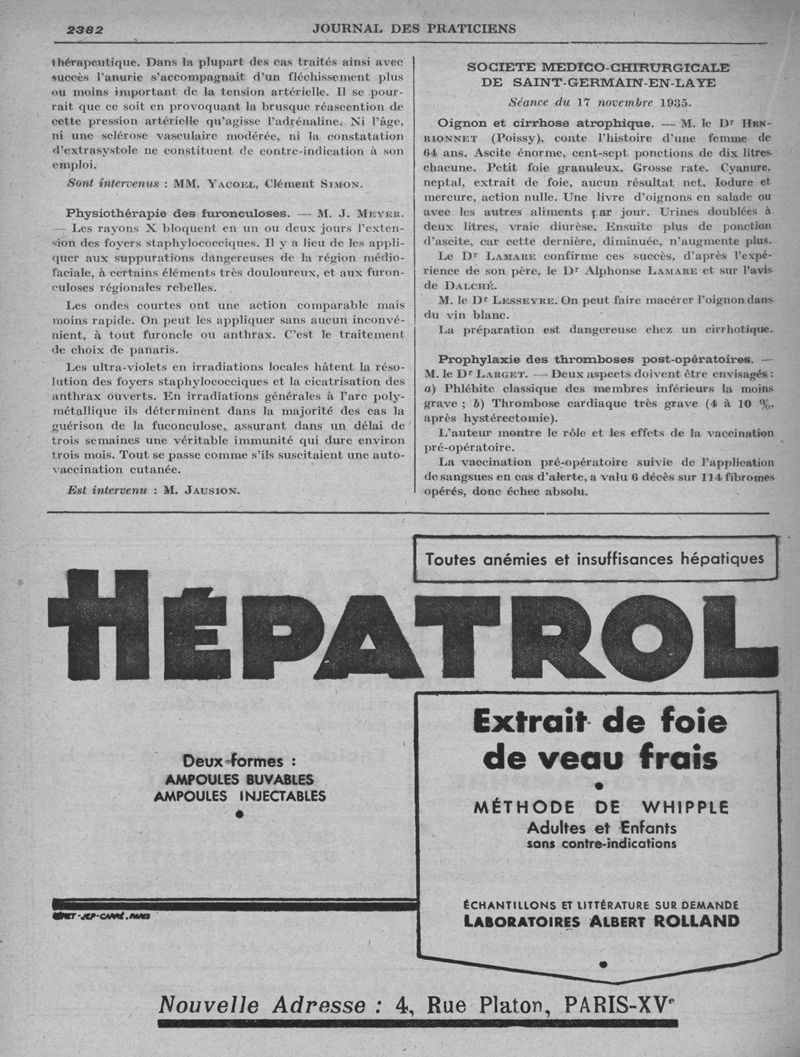 2382
JOURNAL DES PRATICIENS
thérapeutique. Dans la plupart des cas traités ainsi avec
succès l'anurie s'accompagnait d'un fléchissement plus
ou moins important de la tension artérielle. Il se pour-
rait que ce soit en provoquant la brusque réascention de
cette pression artérielle qu'agisse l'adrénaline. Ni l'âge,
ni une sclérose vasculaire modérée, ni la constatation
d'extrasystole ne constituent de contre-indication à son
emploi.
Sont intervenus : MM. YACOEL, Clément SIMON.
Physiothérapie des furonculoses. — M. J. MEYER.
— Les rayons X bloquent en un ou deux jours l'exten-
sion des foyers staphylococciques. Il y a lieu de les appli-
quer aux suppurations dangereuses de la région médio-
faciale, à certains éléments très douloureux, et aux furon-
culoses régionales rebelles.
Les ondes courtes ont une action comparable mais
moins rapide. On peut les appliquer sans aucun inconvé-
nient, à tout furoncle ou anthrax. C'est le traitement
de choix de panaris.
Les ultra-violets en irradiations locales hâtent la réso-
lution des foyers staphylococciques et la cicatrisation des
anthrax ouverts. En irradiations générales à l'arc poly-
métallique ils déterminent dans la majorité des cas la
guérison de la fuconculose, assurant dans un délai de
trois semaines une véritable immunité qui dure environ
trois mois. Tout se passe comme s'ils suscitaient une auto-
vaccination cutanée.
Est intervenu : M. JAUSION.
SOCIETE MEDICO-CHIRURGICALE
DE SAINT-GERMAIN-EN-LAYE
Séance du 17 novembre 1935.
Oignon et cirrhose atrophique. — M. le Dr HEN-
RIONNET (Poissy), conte l'histoire d'une femme de
64 ans. Ascite énorme, cent-sept ponctions de dix litres
chacune. Petit foie granuleux. Grosse rate. Cyanure,
neptal, extrait de foie, aucun résultat net. Iodure et
mercure, action nulle. Une livre d'oignons en salade ou
avec les autres aliments par jour. Urines doublées à
deux litres, vraie diurèse. Ensuite plus de ponction
d'ascite, car cette dernière, diminuée, n'augmente plus.
Le Dr LAMARE confirme ces succès, d'après l'expé-
rience de son père, le Dr Alphonse LAMARE et sur l'avis
de DALCHÉ.
M. le Dr LESSEYRE. On peut faire macérer l'oignon dans
du vin blanc.
La préparation est dangereuse chez un cirrhotique.
Prophylaxie des thromboses post-opératoires. —
M. le Dr LARGET. — Deux aspects doivent être envisagés :
a) Phlébite classique des membres inférieurs la moins
grave ; b) Thrombose cardiaque très grave (4 à 10 %,
après hystérectomie).
L'auteur montre le rôle et les effets de la vaccination
pré-opératoire.
La vaccination pré-opératoire suivie de l'application
de sangsues en cas d'alerte, a valu 6 décès sur 114 fibromes
opérés, donc échec absolu.
Toutes anémies et insuffisances hépatiques
HÉPATROL
Deux formes :
AMPOULES BUVABLES
AMPOULES INJECTABLES
Extrait de foie
de veau frais
MÉTHODE DE WHIPPLE
Adultes et Enfants
sans contre-indications
ÉCHANTILLONS ET LITTÉRATURE SUR DEMANDE
LABORATOIRES ALBERT ROLLAND
-JEP-CARRÉ.PARIS
Nouvelle Adresse : 4, Rue Platon, PARIS-XVe